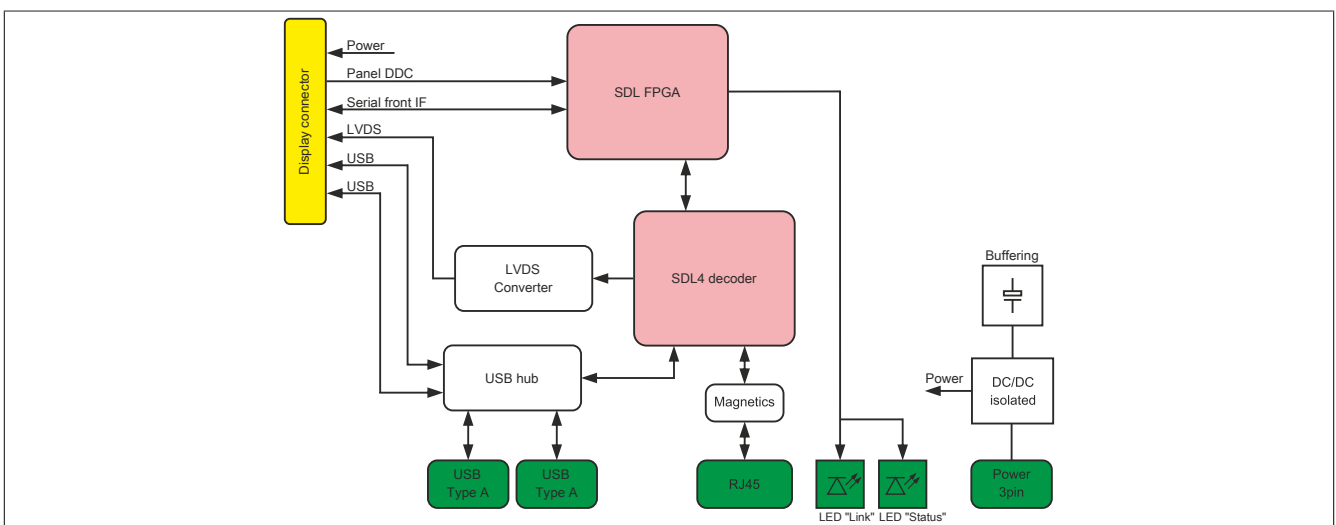 Display connector
Power
Panel DDC
Serial front IF
LVDS
USB
USB
SDL FPGA
LVDS
Converter
SDL4 decoder
USB hub
Magnetics
USB
Type A
USB
Type A
RJ45
LED "Link"
LED "Status"
Buffering
Power
DC/DC
isolated
Power
3pin